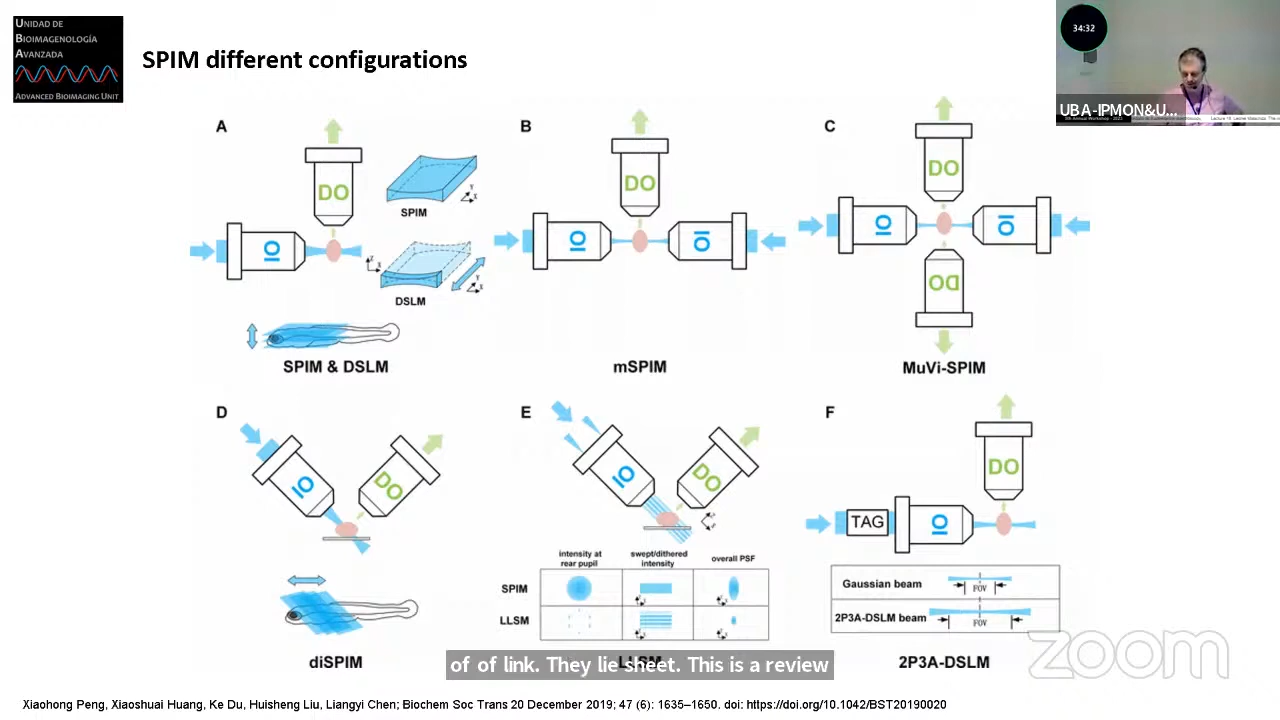 UNIDAD DE
BIOIMAGENOLOGÍA
AVANZADA
ADVANCED BIOIMAGING UNIT
SPIM different configurations
34:32
UBA-IPMON&U...
A
DO
IO
SPIM
Y
X
Z
X
DSLM
Y
X
SPIM & DSLM
B
DO
IO
IO
mSPIM
C
DO
IO
IO
DO
MuVi-SPIM
D
IO
DO
diSPIM
E
IO
DO
intensity at
rear pupil
swept/dithered
intensity
overall PSF
SPIM
LLSM
LLSM
F
DO
TAG
IO
Gaussian beam
FOV
2P3A-DSLM beam
FOV
2P3A-DSLM
of of link. They lie sheet. This is a review
zoom
Xiaohong Peng, Xiaoshuai Huang, Ke Du, Huisheng Liu, Liangyi Chen; Biochem Soc Trans 20 December 2019; 47 (6): 1635–1650. doi: https://doi.org/10.1042/BST20190020